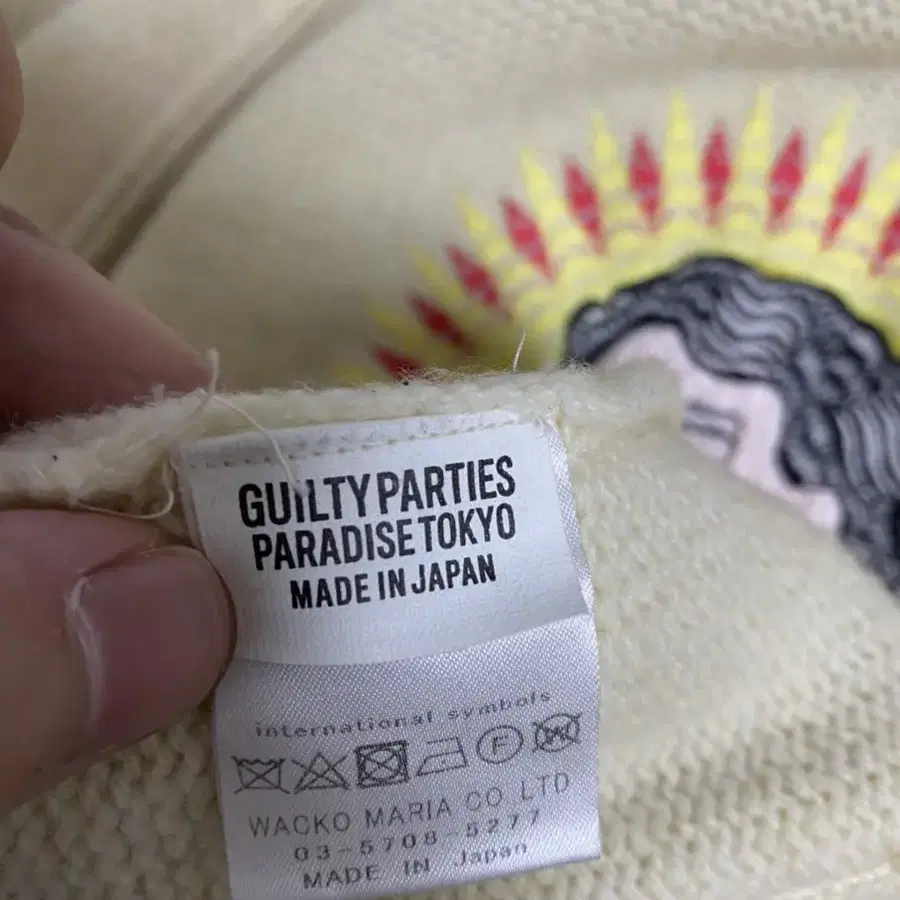 GUILTY PARTIES
PARADISE TOKYO
MADE IN JAPAN
international symbols
F W
WACKO MARIA CO.LTD
03-5708-5277
MADE IN Japan